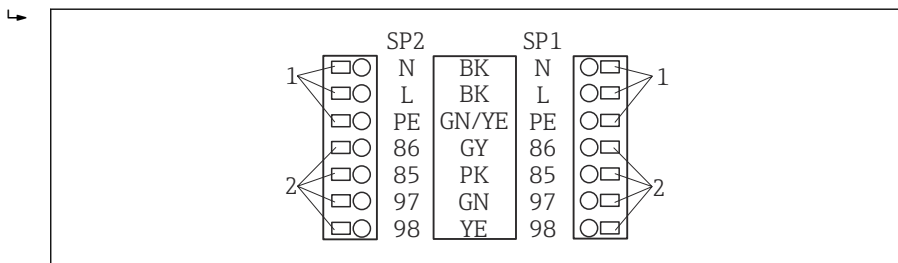 SP2 SP1
1 N BK N 1
L BK L
PE GN/YE PE
86 GY 86
2 85 PK 85 2
97 GN 97
98 YE 98